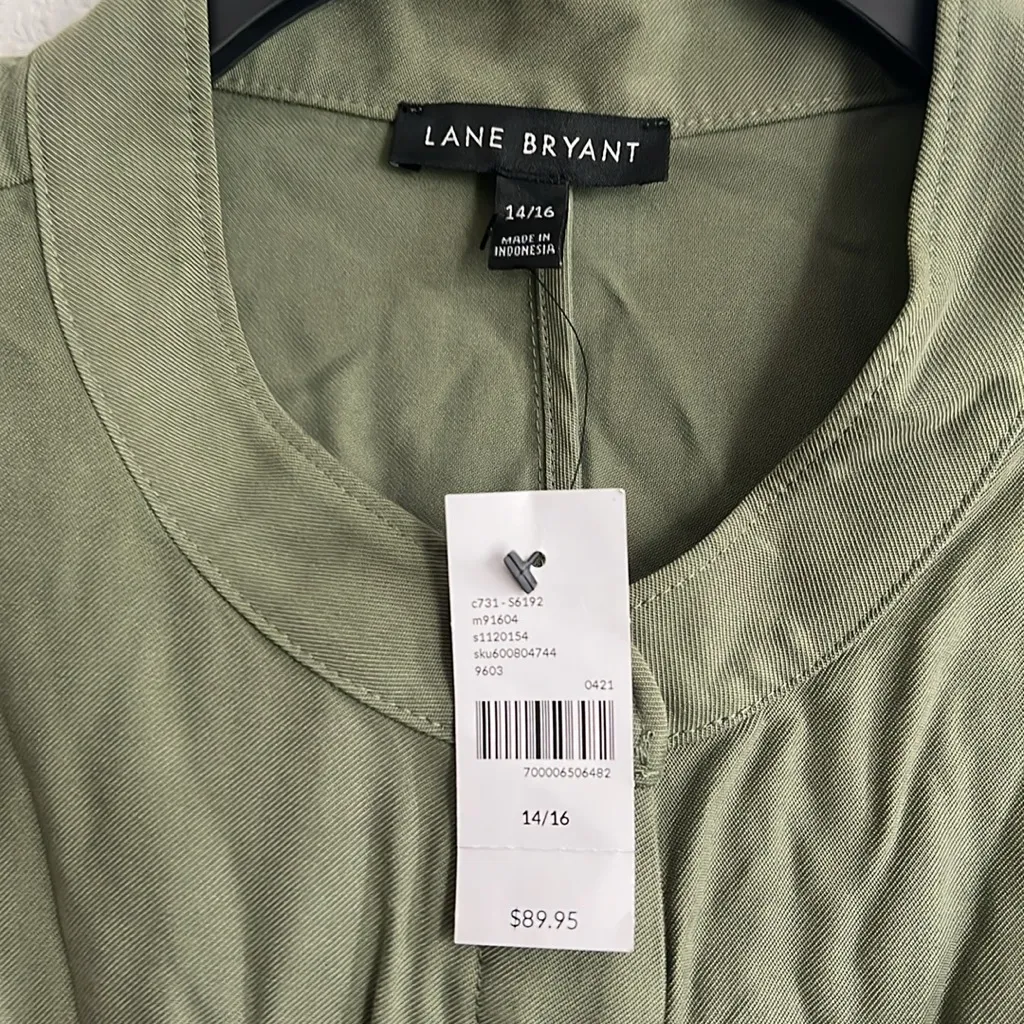 LANE BRYANT
14/16
MADE IN
INDONESIA
c731-S6192
m91604
s1120154
sku600804744
9603
0421
700006506482
14/16
$89.95